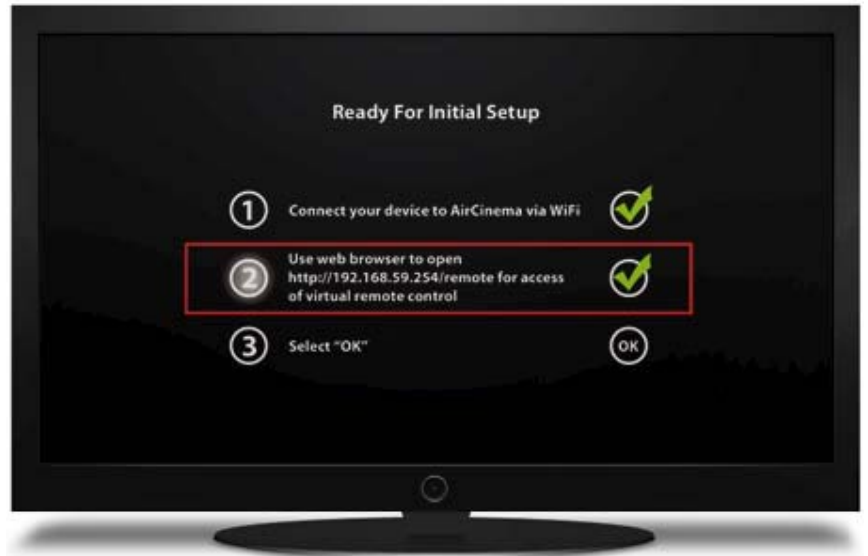 Ready For Initial Setup
1 Connect your device to AirCinema via WiFi
2 Use web browser to open
http://192.168.59.254/remote for access
of virtual remote control
3 Select "OK" OK